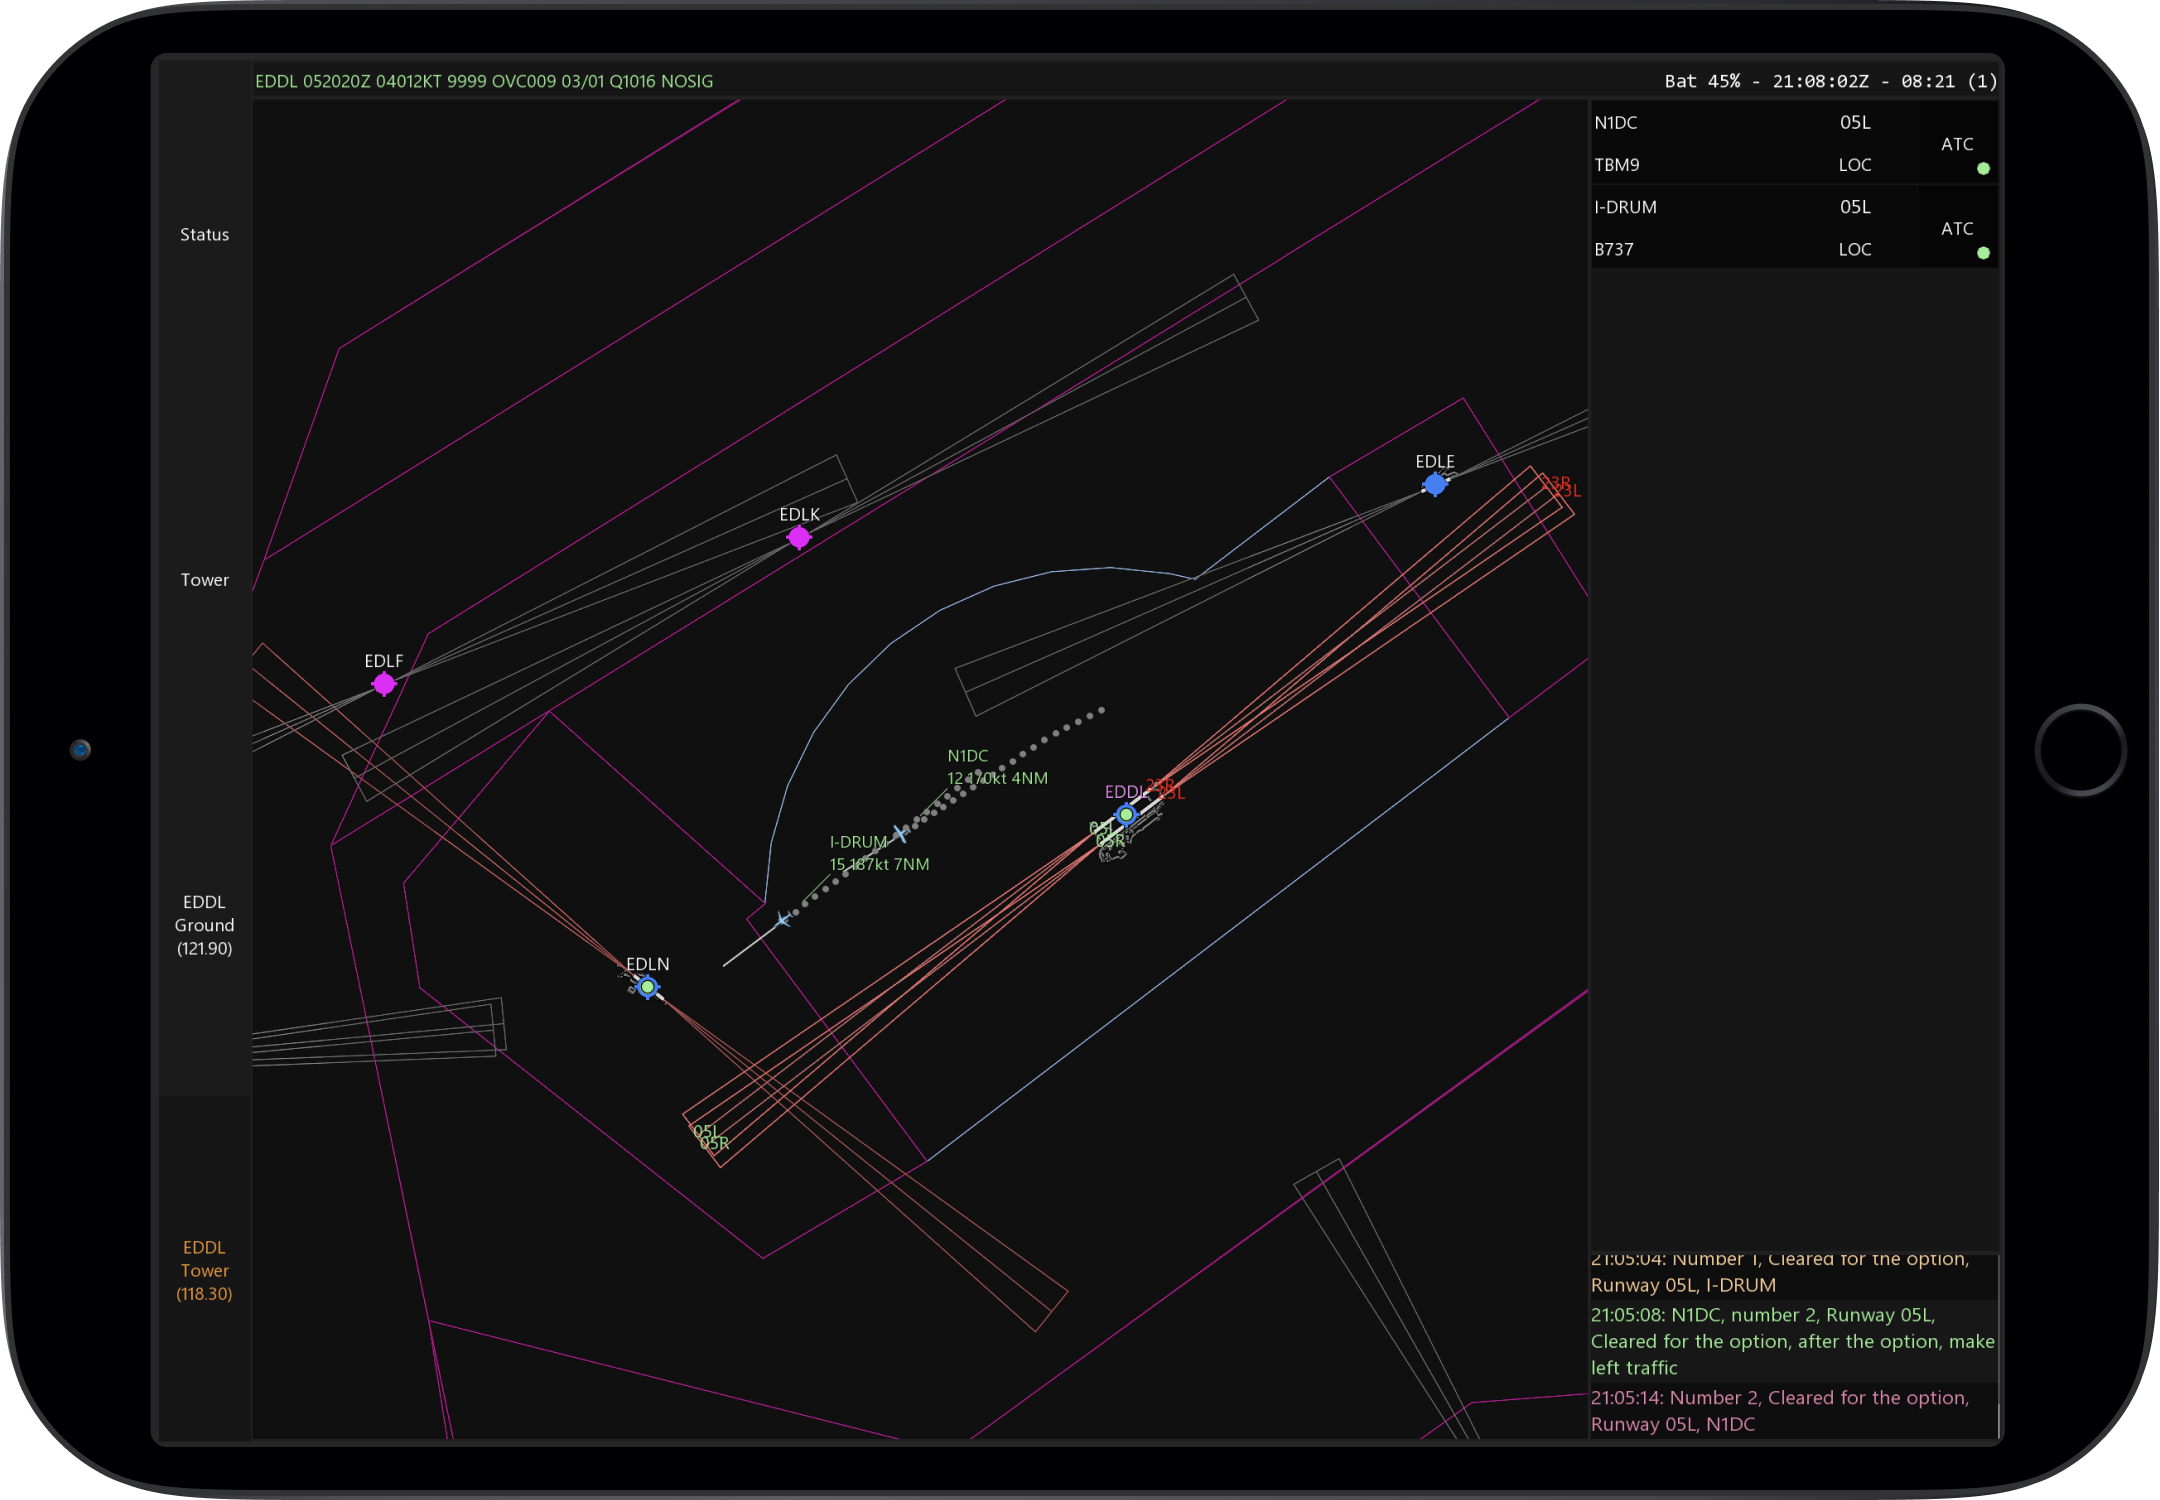 EDDL 052020Z 04012KT 9999 OVC009 03/01 Q1016 NOSIG
Bat 45% - 21:08:02Z - 08:21 (1)
Status
Tower
EDDL
Ground
(121.90)
EDDL
Tower
(118.30)
EDLE
23R
23L
EDLK
EDLF
N1DC
170kt 4NM
EDDL
23R
23L
05L
05R
I-DRUM
187kt 7NM
EDLN
05L
05R
N1DC 05L
ATC
TBM9 LOC
I-DRUM 05L
ATC
B737 LOC
21:05:04: Number 1, Cleared for the option,
Runway 05L, I-DRUM
21:05:08: N1DC, number 2, Runway 05L,
Cleared for the option, after the option, make
left traffic
21:05:14: Number 2, Cleared for the option,
Runway 05L, N1DC